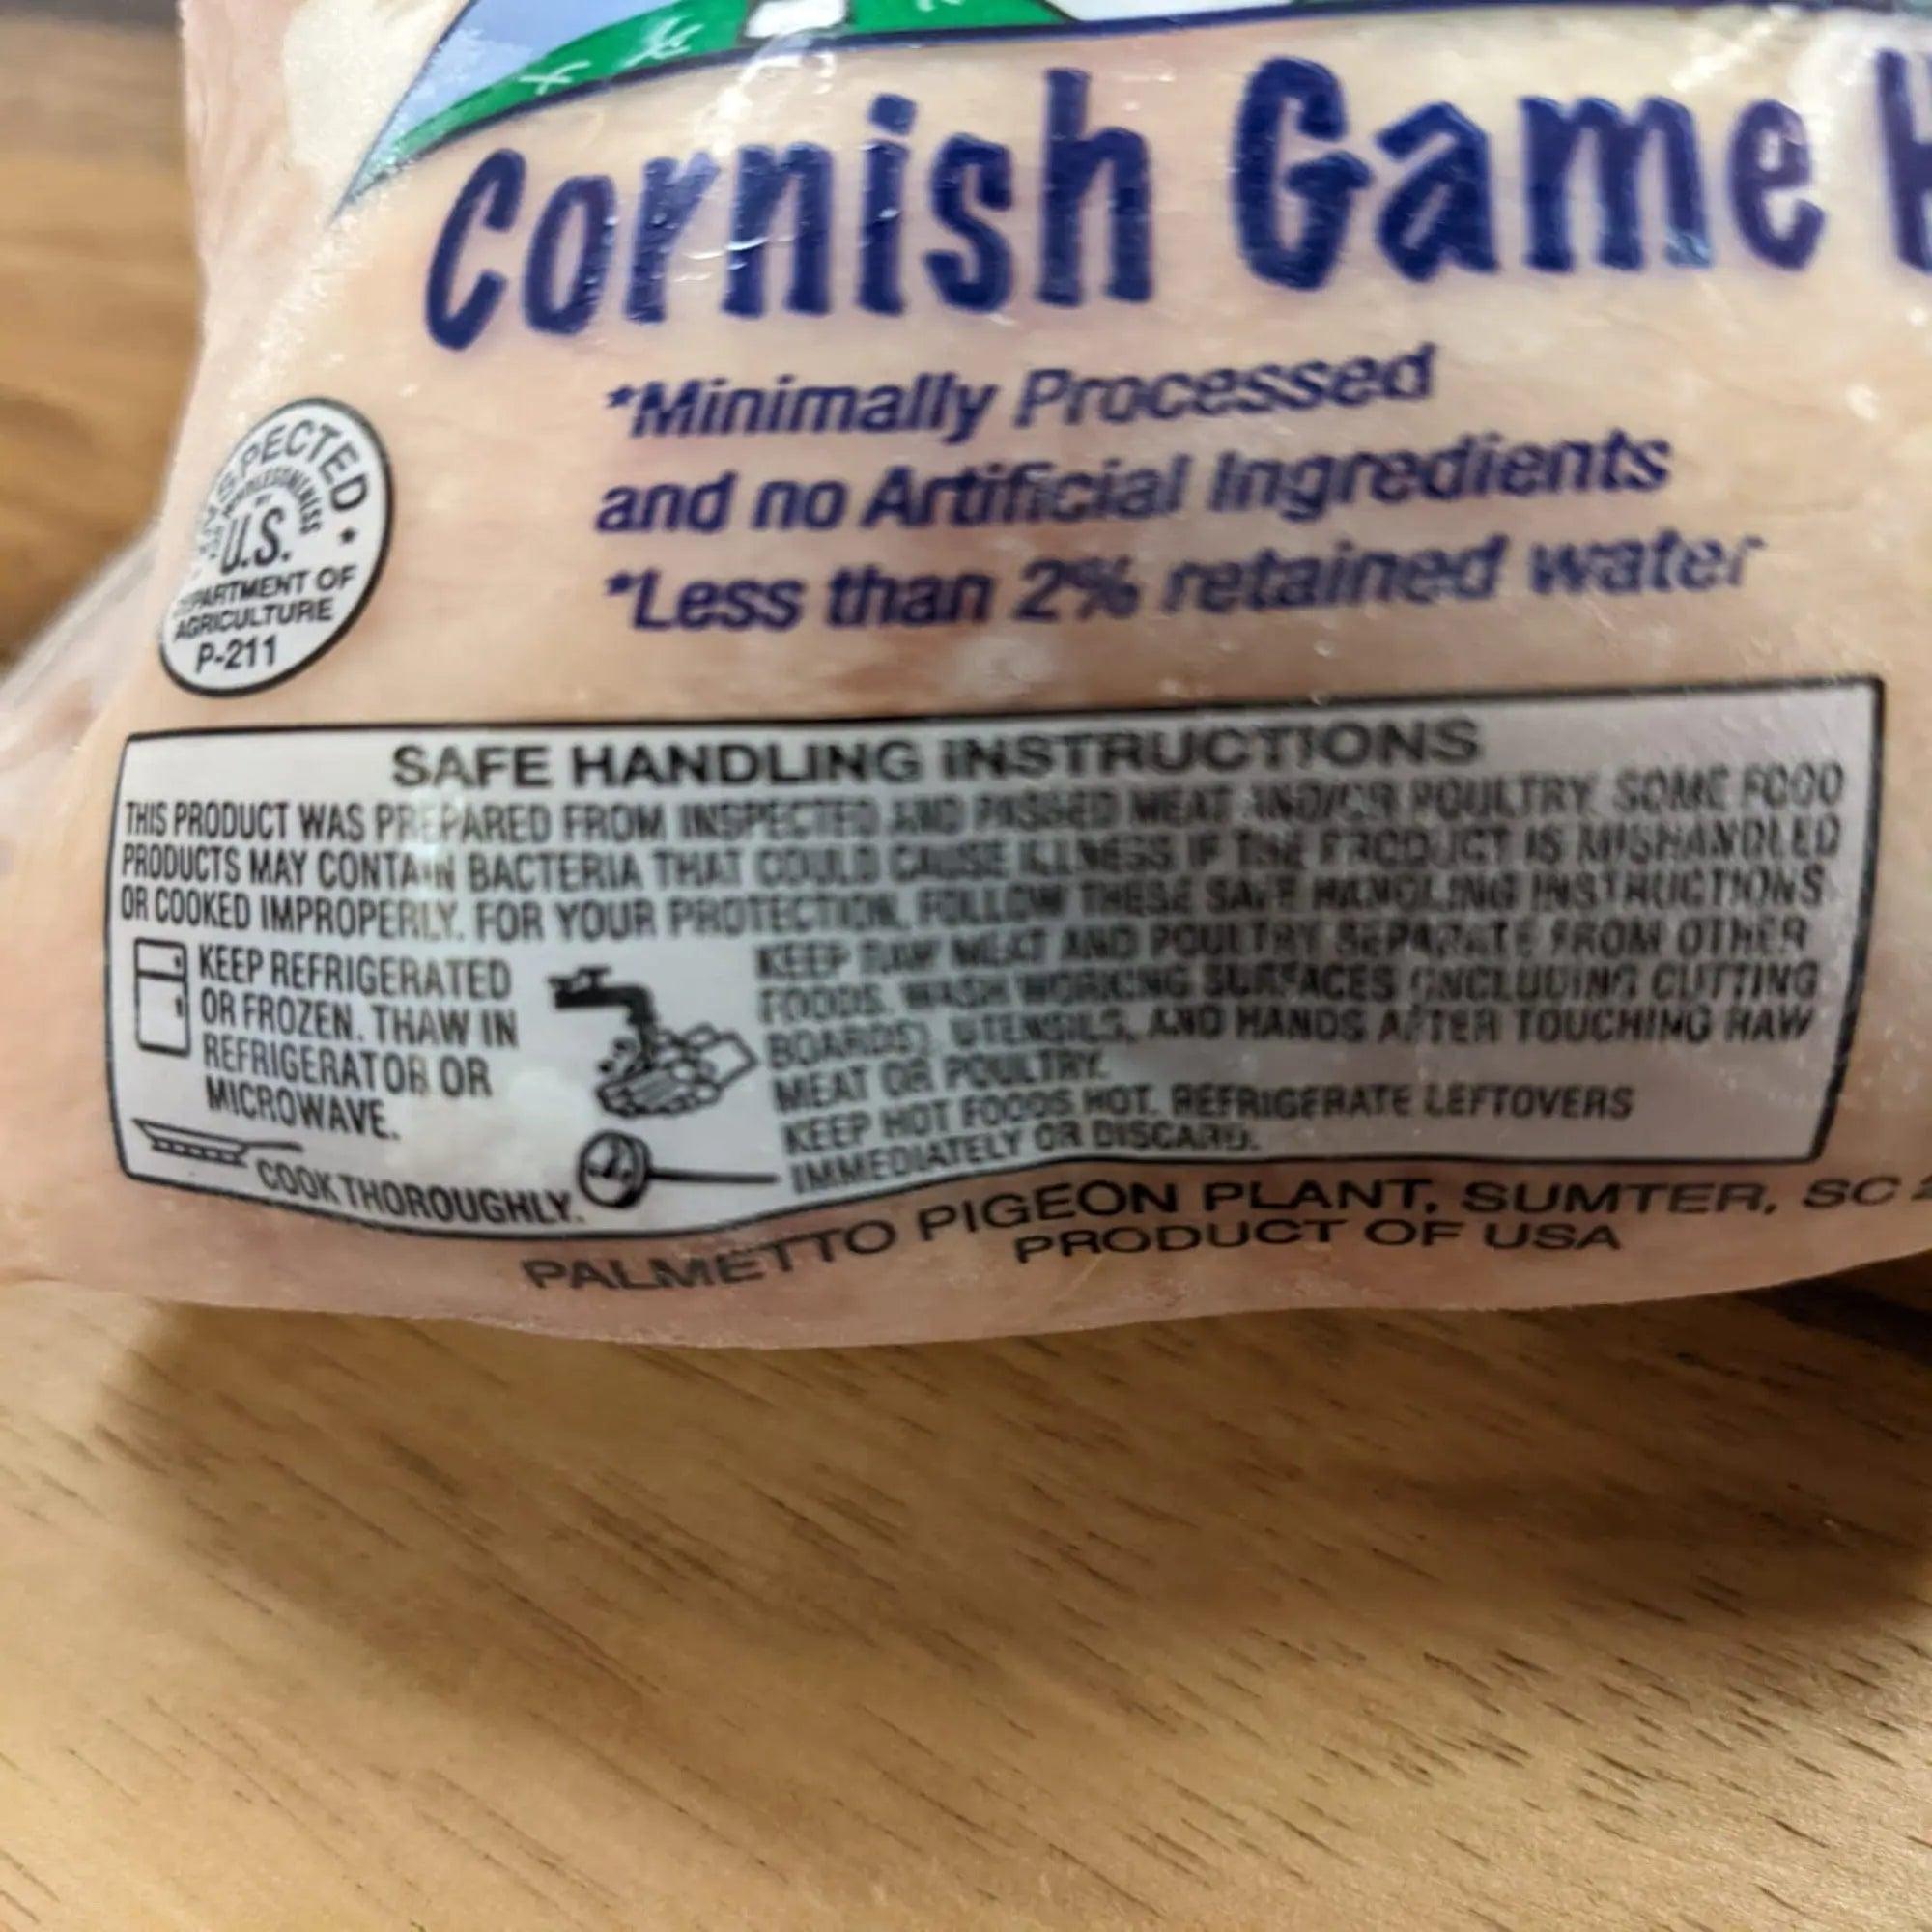 Cornish Game H
*Minimally Processed
and no Artificial Ingredients
*Less than 2% retained water
PECTED
WHOLESOMENESS
U.S.
DEPARTMENT OF
AGRICULTURE
P-211
SAFE HANDLING INSTRUCTIONS
THIS PRODUCT WAS PREPARED FROM INSPECTED AND PASSED MEAT AND/OR POULTRY. SOME FOOD
PRODUCTS MAY CONTAIN BACTERIA THAT COULD CAUSE ILLNESS IF THE PRODUCT IS MISHANDLED
OR COOKED IMPROPERLY. FOR YOUR PROTECTION, FOLLOW THESE SAFE HANDLING INSTRUCTIONS
KEEP REFRIGERATED
OR FROZEN. THAW IN
REFRIGERATOR OR
MICROWAVE.
COOK THOROUGHLY.
KEEP RAW MEAT AND POULTRY SEPARATE FROM OTHER
FOODS. WASH WORKING SURFACES (INCLUDING CUTTING
BOARDS), UTENSILS, AND HANDS AFTER TOUCHING RAW
MEAT OR POULTRY.
KEEP HOT FOODS HOT. REFRIGERATE LEFTOVERS
IMMEDIATELY OR DISCARD.
PALMETTO PIGEON PLANT, SUMTER, SC
PRODUCT OF USA